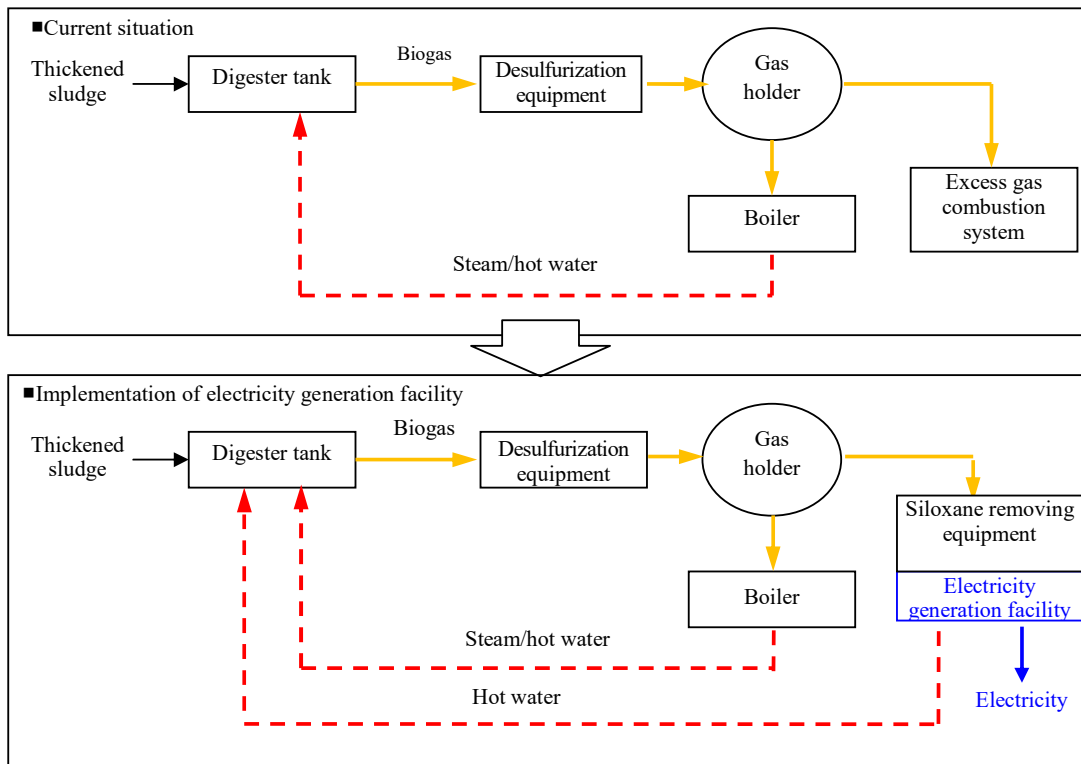 ■Current situation
Thickened
sludge
Digester tank
Biogas
Desulfurization
equipment
Gas
holder
Boiler
Excess gas
combustion
system
Steam/hot water
■Implementation of electricity generation facility
Thickened
sludge
Digester tank
Biogas
Desulfurization
equipment
Gas
holder
Siloxane removing
equipment
Electricity
generation facility
Boiler
Steam/hot water
Hot water
Electricity